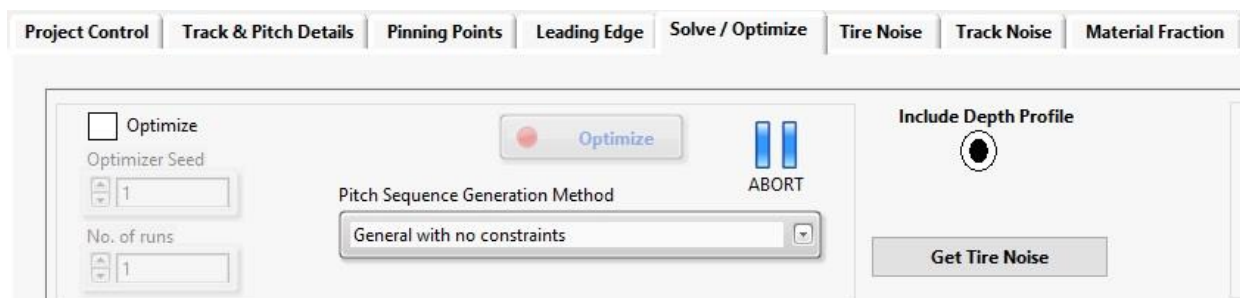 Project Control Track & Pitch Details Pinning Points Leading Edge Solve / Optimize Tire Noise Track Noise Material Fraction
Optimize
Optimizer Seed
1
No. of runs
1
Optimize
ABORT
Pitch Sequence Generation Method
General with no constraints
Include Depth Profile
Get Tire Noise